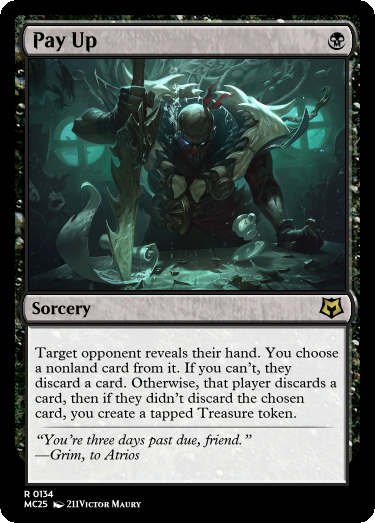 Pay Up
Sorcery
Target opponent reveals their hand. You choose
a nonland card from it. If you can't, they
discard a card. Otherwise, that player discards a
card, then if they didn't discard the chosen
card, you create a tapped Treasure token.
“You're three days past due, friend.”
—Grim, to Atrios
R 0134
MC25 211Victor Maury